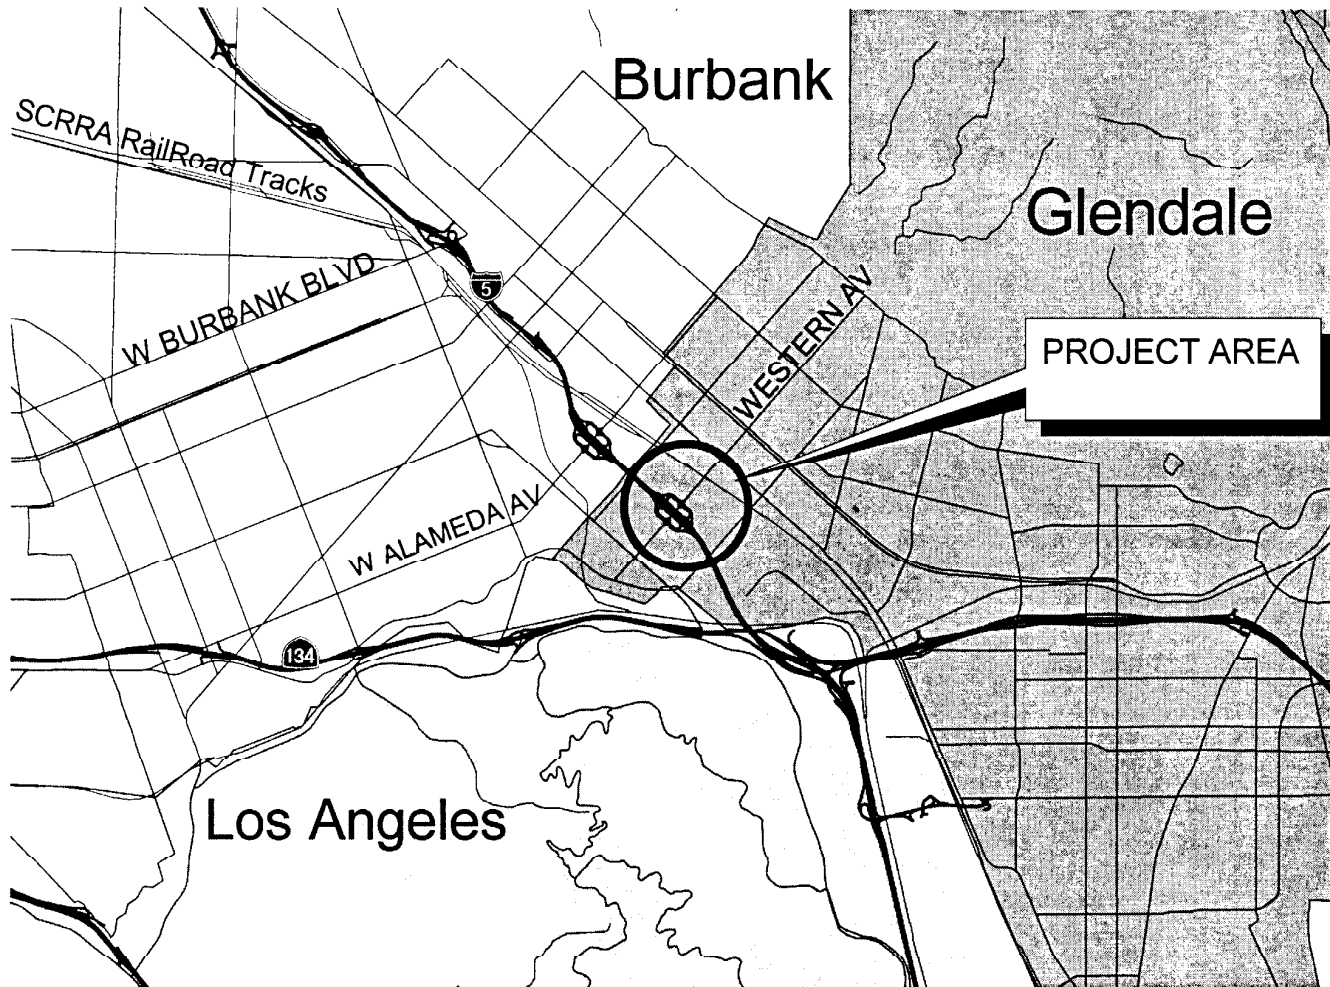 Burbank
SCRRA RailRoad Tracks
Glendale
W BURBANK BLVD
5
WESTERN AV
PROJECT AREA
W ALAMEDA AV
134
Los Angeles